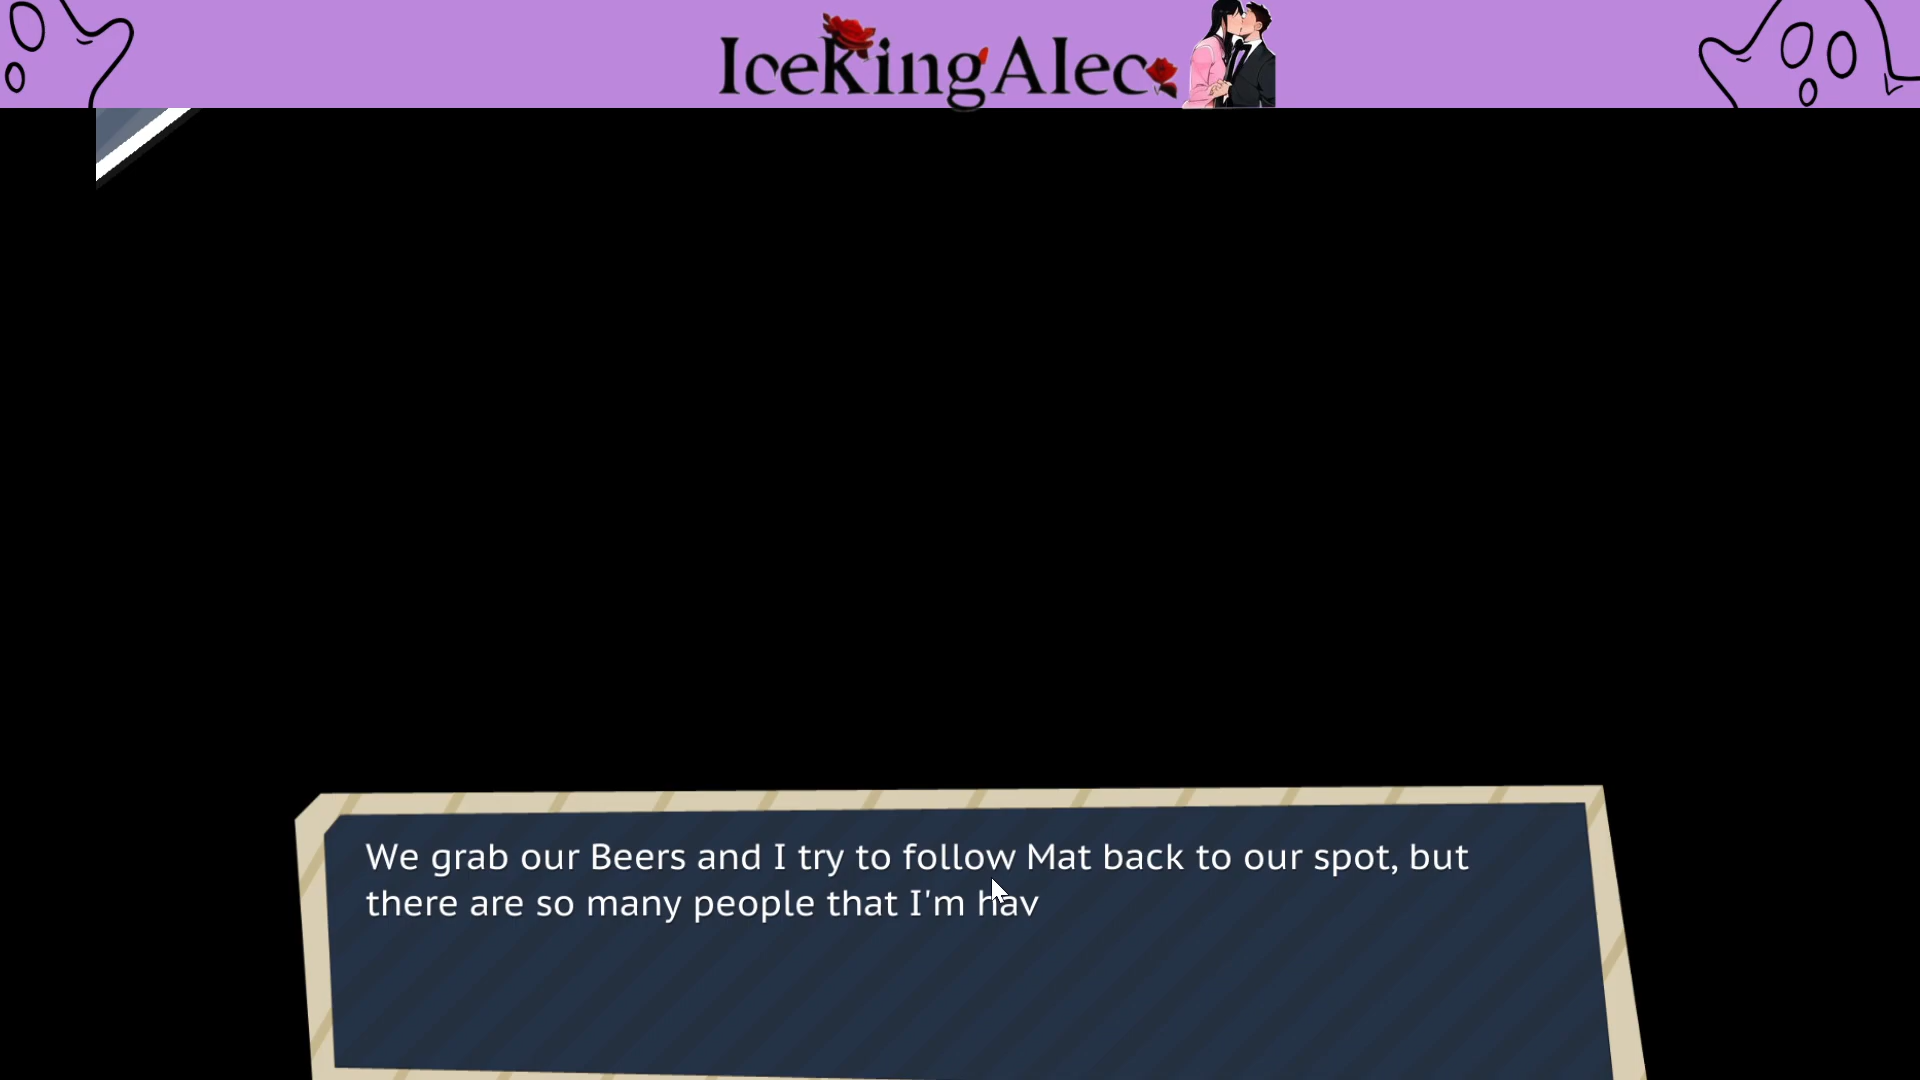 IceKingAlec
We grab our Beers and I try to follow Mat back to our spot, but
there are so many people that I'm hav